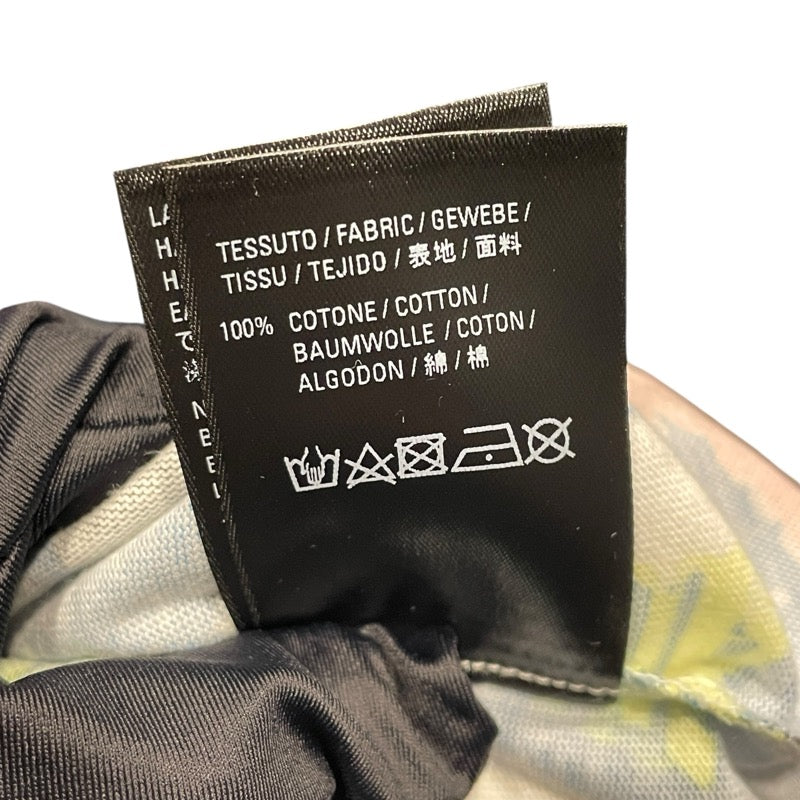 TESSUTO / FABRIC / GEWEBE /
TISSU / TEJIDO / 表地 / 面料
100% COTONE / COTTON /
BAUMWOLLE / COTON /
ALGODON / 綿 / 棉